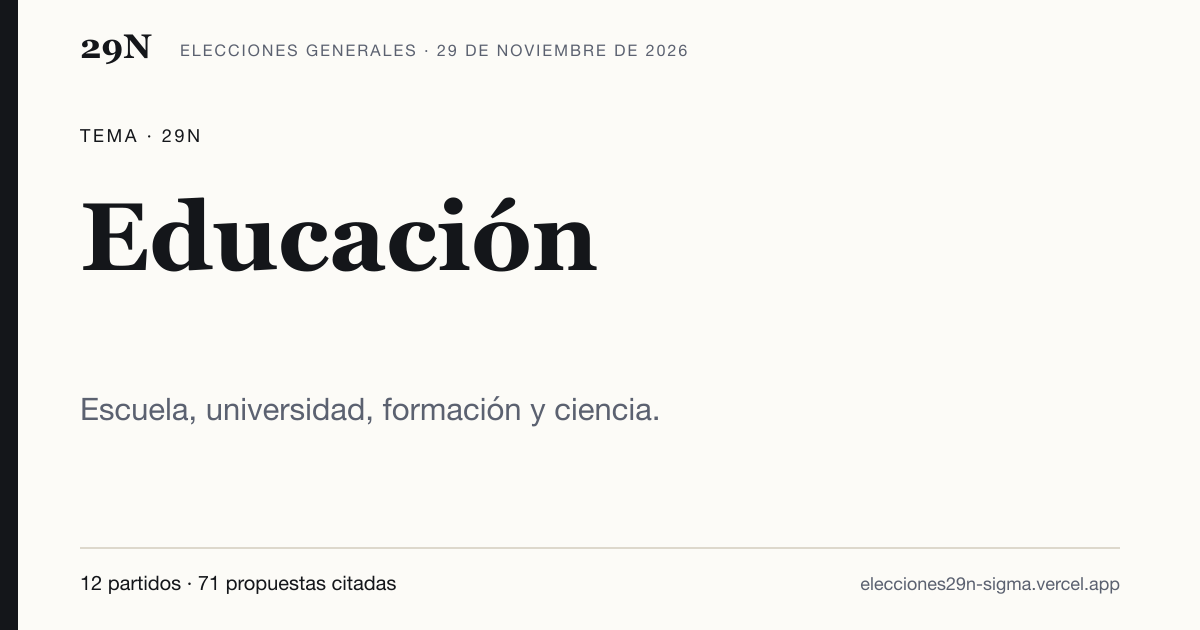 29N ELECCIONES GENERALES · 29 DE NOVIEMBRE DE 2026
TEMA · 29N
Educación
Escuela, universidad, formación y ciencia.
12 partidos · 71 propuestas citadas
elecciones29n-sigma.vercel.app